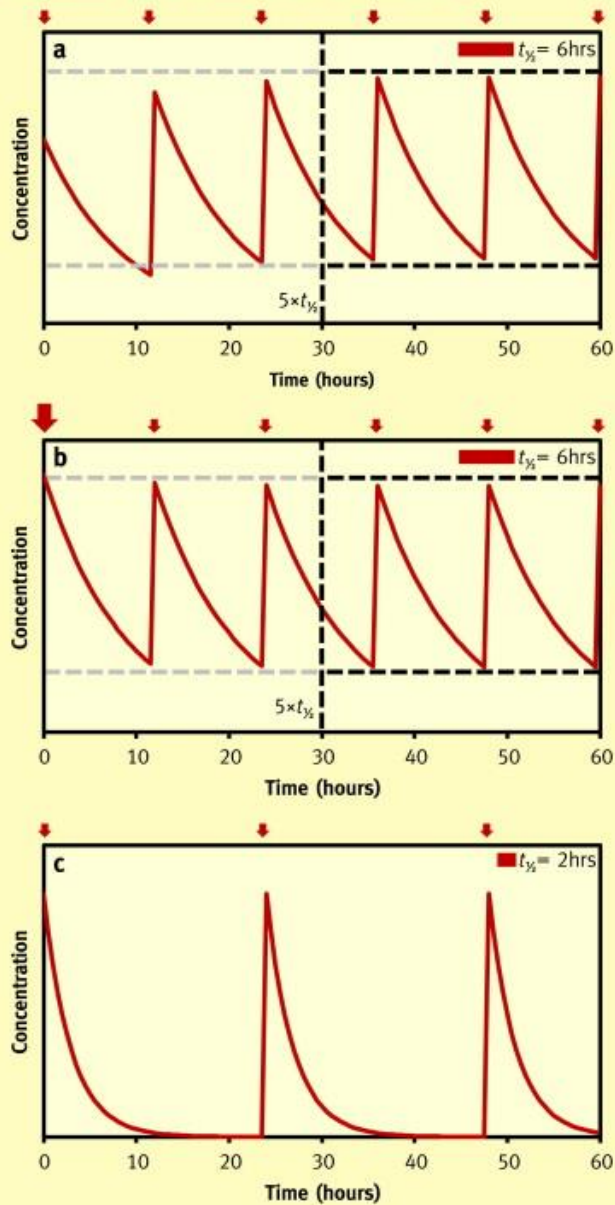 a
t½= 6hrs
Concentration
5×t½
0 10 20 30 40 50 60
Time (hours)
b
t½= 6hrs
Concentration
5×t½
0 10 20 30 40 50 60
Time (hours)
c
t½= 2hrs
Concentration
0 10 20 30 40 50 60
Time (hours)